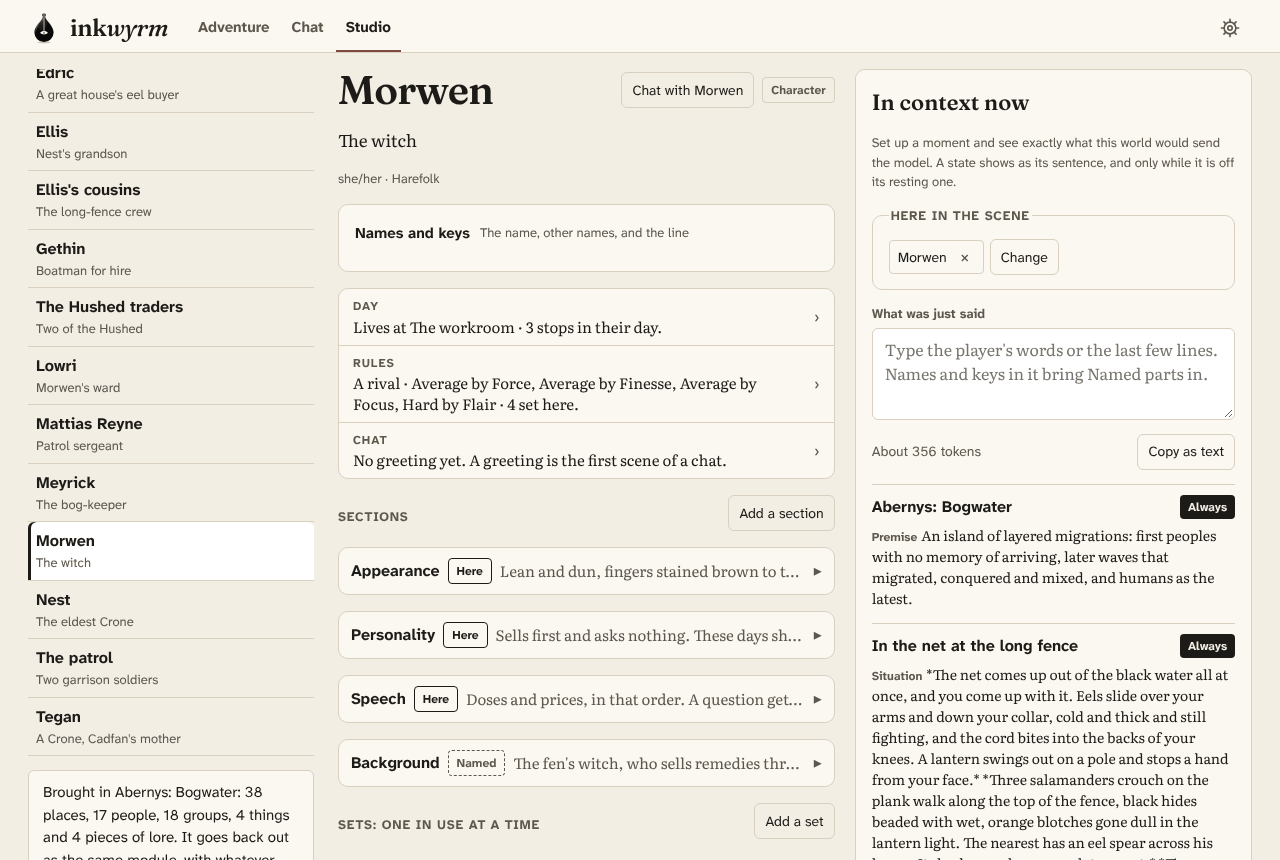 inkwyrm
Adventure
Chat
Studio
Edric
A great house's eel buyer
Ellis
Nest's grandson
Ellis's cousins
The long-fence crew
Gethin
Boatman for hire
The Hushed traders
Two of the Hushed
Lowri
Morwen's ward
Mattias Reyne
Patrol sergeant
Meyrick
The bog-keeper
Morwen
The witch
Nest
The eldest Crone
The patrol
Two garrison soldiers
Tegan
A Crone, Cadfan's mother
Brought in Abernys: Bogwater: 38
places, 17 people, 18 groups, 4 things
and 4 pieces of lore. It goes back out
as the same module, with whatever
Morwen
Chat with Morwen
Character
The witch
she/her · Harefolk
Names and keys The name, other names, and the line
DAY
Lives at The workroom · 3 stops in their day.
RULES
A rival · Average by Force, Average by Finesse, Average by
Focus, Hard by Flair · 4 set here.
CHAT
No greeting yet. A greeting is the first scene of a chat.
SECTIONS
Add a section
Appearance Here Lean and dun, fingers stained brown to t...
Personality Here Sells first and asks nothing. These days sh...
Speech Here Doses and prices, in that order. A question get...
Background Named The fen's witch, who sells remedies thr...
SETS: ONE IN USE AT A TIME
Add a set
In context now
Set up a moment and see exactly what this world would send
the model. A state shows as its sentence, and only while it is off
its resting one.
HERE IN THE SCENE
Morwen ×
Change
What was just said
Type the player's words or the last few lines.
Names and keys in it bring Named parts in.
About 356 tokens
Copy as text
Abernys: Bogwater
Always
Premise An island of layered migrations: first peoples
with no memory of arriving, later waves that
migrated, conquered and mixed, and humans as the
latest.
In the net at the long fence
Always
Situation *The net comes up out of the black water all at
once, and you come up with it. Eels slide over your
arms and down your collar, cold and thick and still
fighting, and the cord bites into the backs of your
knees. A lantern swings out on a pole and stops a hand
from your face.* *Three salamanders crouch on the
plank walk along the top of the fence, black hides
beaded with wet, orange blotches gone dull in the
lantern light. The nearest has an eel spear across his